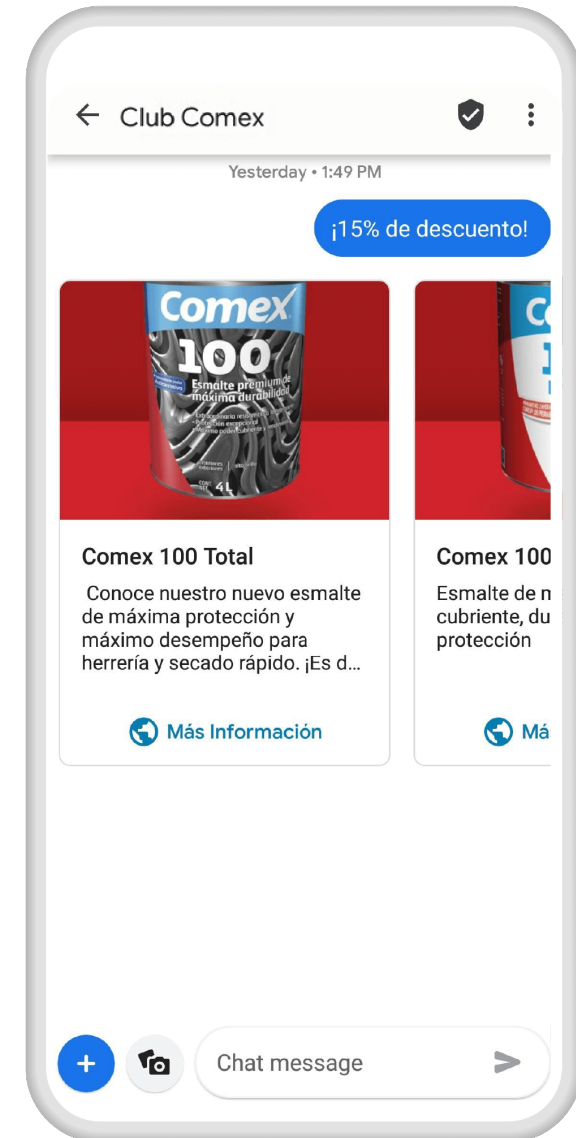 Club Comex
Yesterday • 1:49 PM
¡15% de descuento!
Comex
100
Esmalte premium de
máxima durabilidad
4L
Comex 100 Total
Conoce nuestro nuevo esmalte
de máxima protección y
máximo desempeño para
herrería y secado rápido. ¡Es d...
Más Información
Comex 100
Esmalte de m
cubriente, du
protección
Má
Chat message